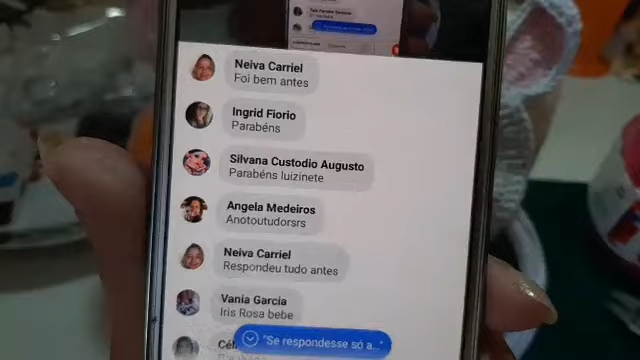 Neiva Carriel
Foi bem antes
Ingrid Fiorio
Parabéns
Silvana Custodio Augusto
Parabéns luizinete
Angela Medeiros
Anotoutudorsrs
Neiva Carriel
Respondeu tudo antes
Vania Garcia
Iris Rosa bebe
"Se respondesse só a..."